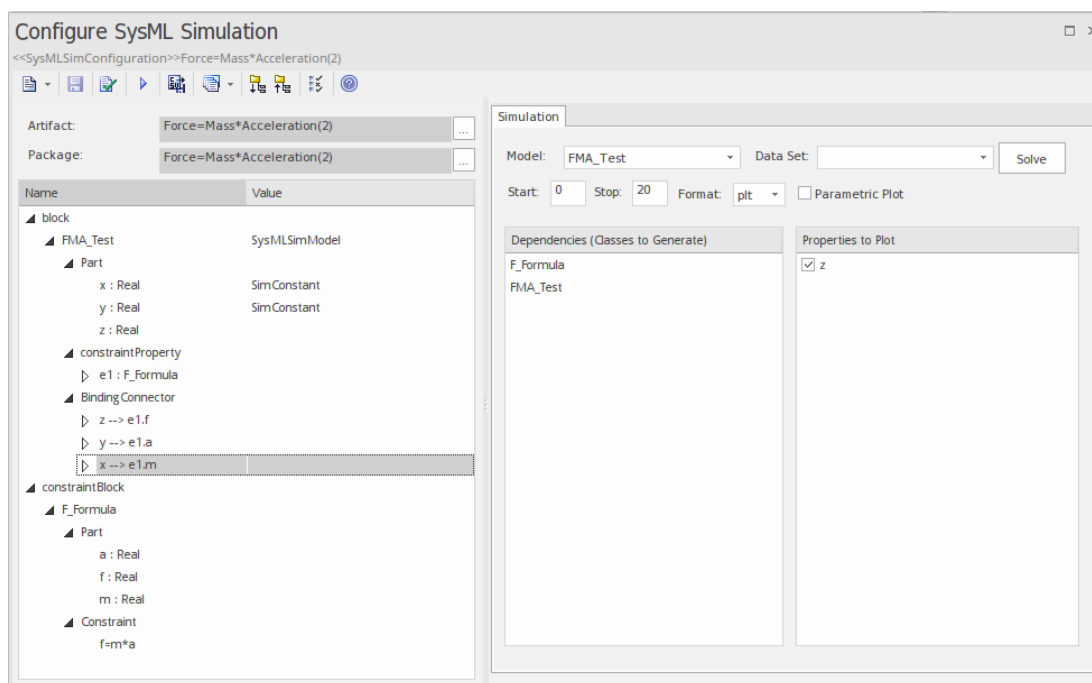 Configure SysML Simulation
<<SysMLSimConfiguration>>Force=Mass*Acceleration(2)
Artifact: Force=Mass*Acceleration(2) ...
Package: Force=Mass*Acceleration(2) ...
Name Value
block
FMA_Test SysMLSimModel
Part
x : Real SimConstant
y : Real SimConstant
z : Real
constraintProperty
e1 : F_Formula
BindingConnector
z --> e1.f
y --> e1.a
x --> e1.m
constraintBlock
F_Formula
Part
a : Real
f : Real
m : Real
Constraint
f=m*a
Simulation
Model: FMA_Test Data Set: Solve
Start: 0 Stop: 20 Format: plt Parametric Plot
Dependencies (Classes to Generate) Properties to Plot
F_Formula z
FMA_Test